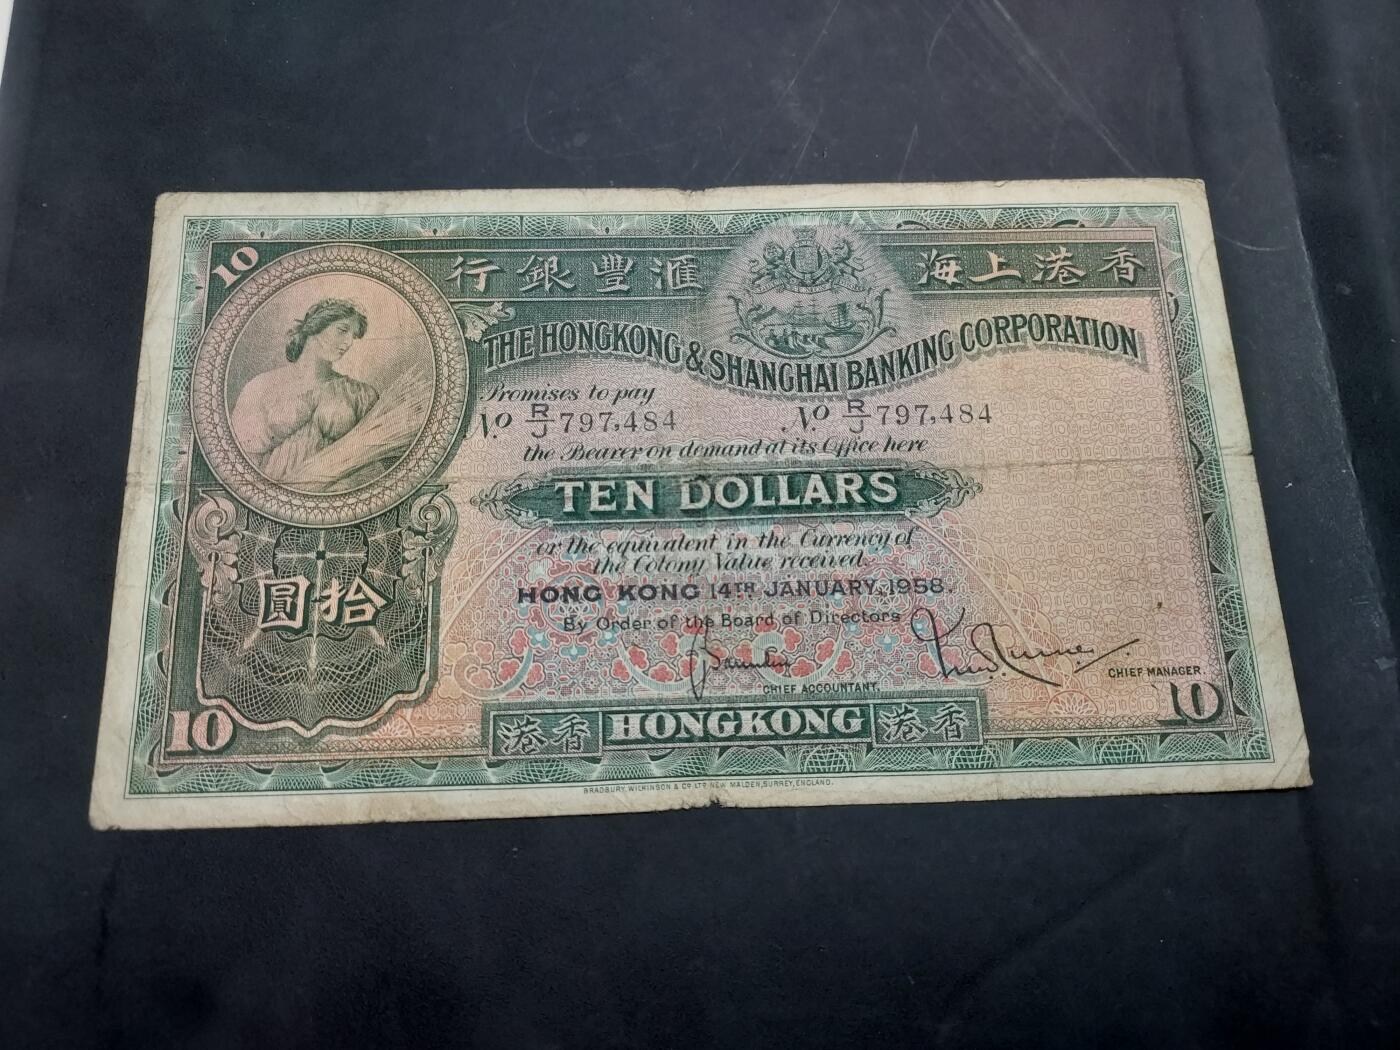 10
行銀豐滙 海上港香
THE HONGKONG & SHANGHAI BANKING CORPORATION
Promises to pay
No R/J 797,484 No R/J 797,484
the Bearer on demand at its Office here
TEN DOLLARS
or the equivalent in the Currency of
the Colony Value received.
HONG KONG 14TH JANUARY, 1958.
By Order of the Board of Directors
圓拾
CHIEF ACCOUNTANT.
CHIEF MANAGER.
10 港香 HONGKONG 港香 10
BRADBURY, WILKINSON & Co LTD NEW MALDEN, SURREY, ENGLAND.